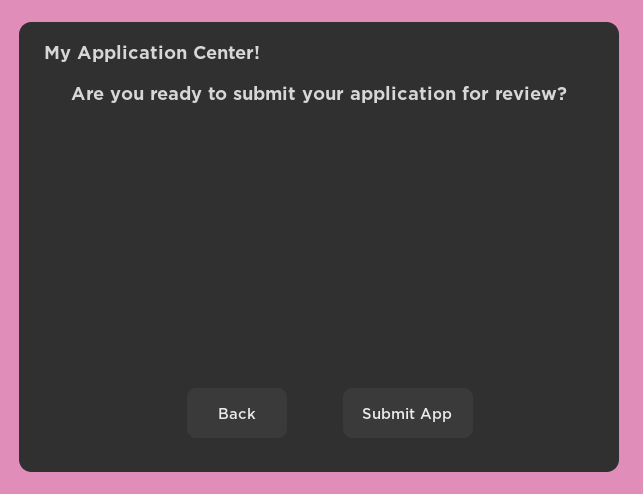 My Application Center!
Are you ready to submit your application for review?
Back
Submit App